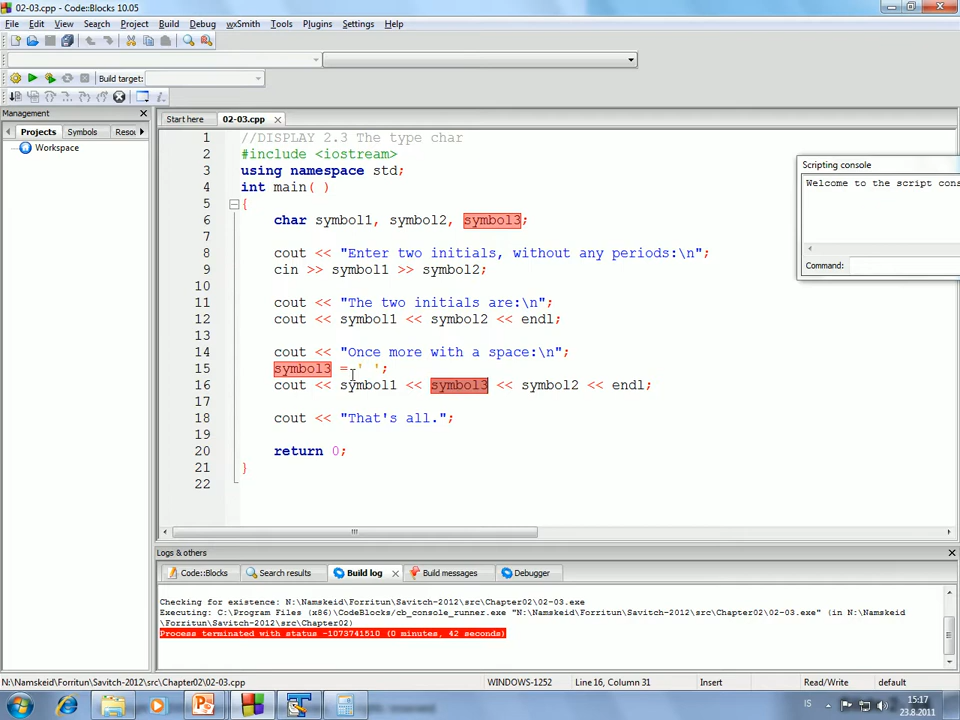 02-03.cpp - Code::Blocks 10.05
File Edit View Search Project Build Debug wxSmith Tools Plugins Settings Help
Build target:
Management
Projects Symbols Resou
Workspace
Start here 02-03.cpp
1 //DISPLAY 2.3 The type char
2 #include <iostream>
3 using namespace std;
4 int main( )
5 {
6 char symbol1, symbol2, symbol3;
7
8 cout << "Enter two initials, without any periods:\n";
9 cin >> symbol1 >> symbol2;
10
11 cout << "The two initials are:\n";
12 cout << symbol1 << symbol2 << endl;
13
14 cout << "Once more with a space:\n";
15 symbol3 = ' ';
16 cout << symbol1 << symbol3 << symbol2 << endl;
17
18 cout << "That's all.";
19
20 return 0;
21 }
22
Scripting console
Welcome to the script cons
Command:
Logs & others
Code::Blocks Search results Build log Build messages Debugger
Checking for existence: N:\Namskeid\Forritun\Savitch-2012\src\Chapter02\02-03.exe
Executing: C:\Program Files (x86)\CodeBlocks/cb_console_runner.exe "N:\Namskeid\Forritun\Savitch-2012\src\Chapter02\02-03.exe" (in N:\Namskeid
\Forritun\Savitch-2012\src\Chapter02)
Process terminated with status -1073741510 (0 minutes, 42 seconds)
N:\Namskeid\Forritun\Savitch-2012\src\Chapter02\02-03.cpp WINDOWS-1252 Line 16, Column 31 Insert Read/Write default
IS 15:17
23.8.2011